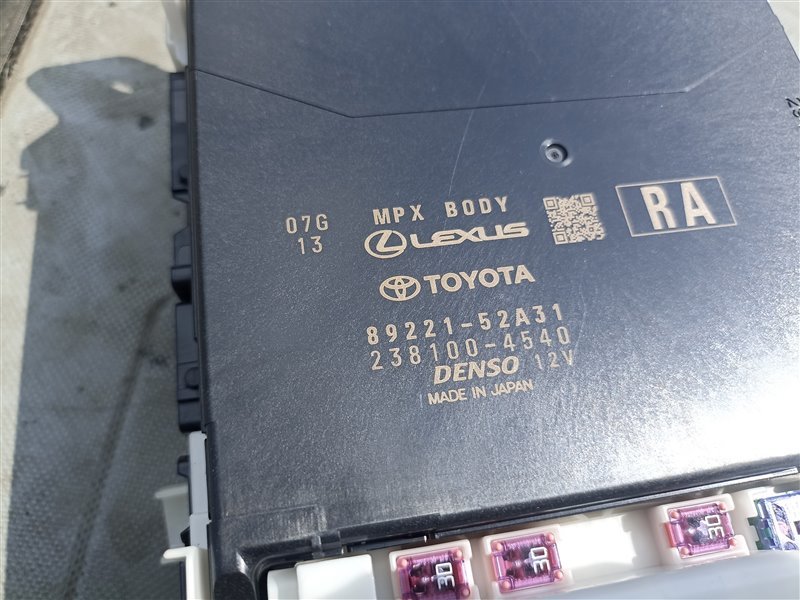 07G
13
MPX BODY
LEXUS
RA
TOYOTA
89221-52A31
238100-4540
DENSO 12V
MADE IN JAPAN
30
30
30